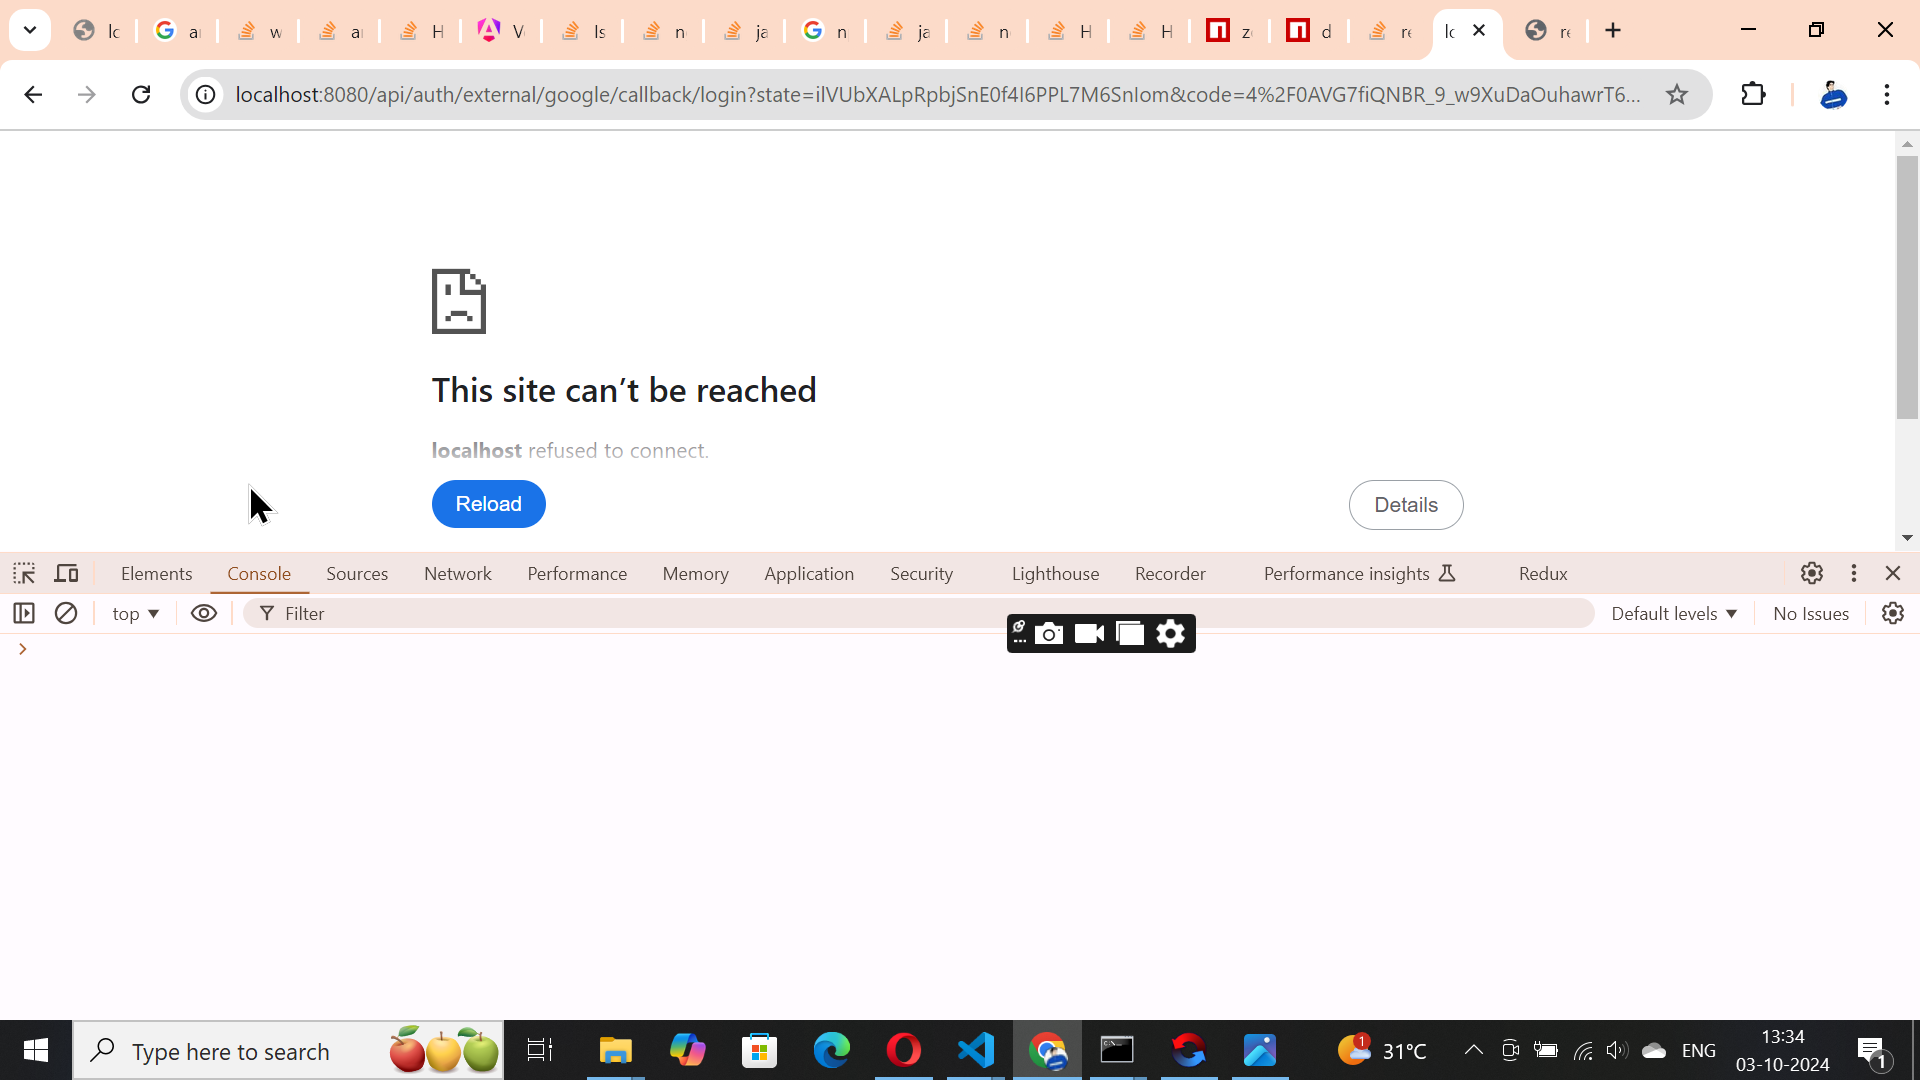 lc
a
w
a
H
V
Is
n
ja
n
ja
n
H
H
z
d
re
lc
re
localhost:8080/api/auth/external/google/callback/login?state=ilVUbXALpRpbjSnE0f4I6PPL7M6SnIom&code=4%2F0AVG7fiQNBR_9_w9XuDaOuhawrT6...
This site can’t be reached
localhost refused to connect.
Reload
Details
Elements Console Sources Network Performance Memory Application Security Lighthouse Recorder Performance insights Redux
top Filter Default levels No Issues
Type here to search
1
31°C
ENG
13:34
03-10-2024
1